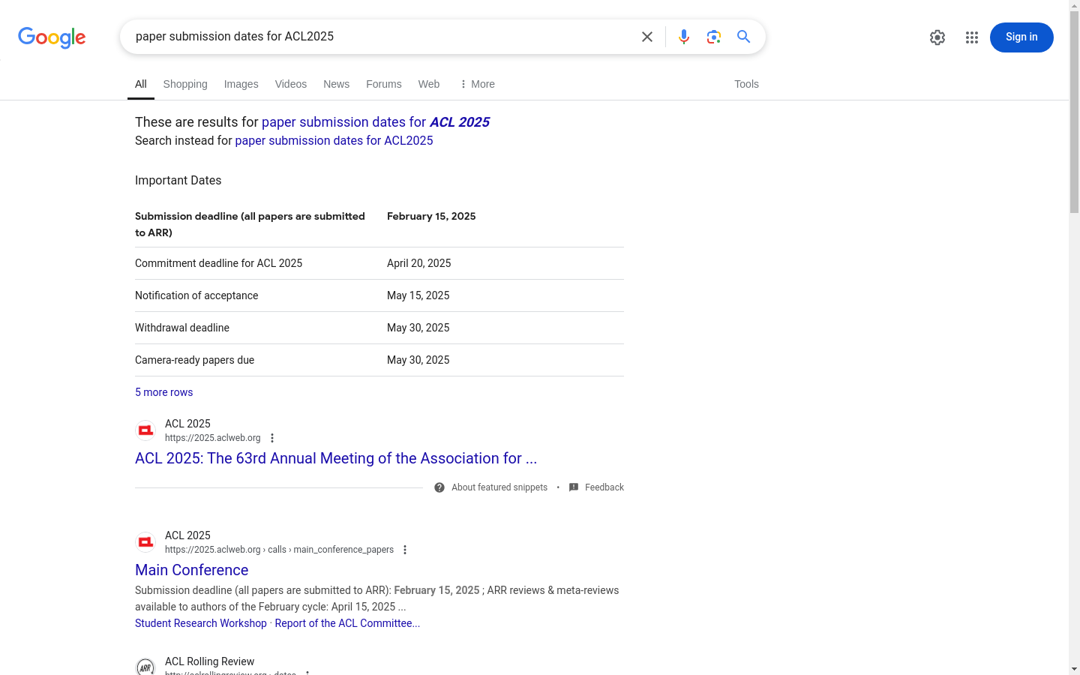 Google
paper submission dates for ACL2025
Sign in
All Shopping Images Videos News Forums Web More Tools
These are results for paper submission dates for ACL 2025
Search instead for paper submission dates for ACL2025
Important Dates
Submission deadline (all papers are submitted to ARR) February 15, 2025
Commitment deadline for ACL 2025 April 20, 2025
Notification of acceptance May 15, 2025
Withdrawal deadline May 30, 2025
Camera-ready papers due May 30, 2025
5 more rows
ACL 2025
https://2025.aclweb.org
ACL 2025: The 63rd Annual Meeting of the Association for ...
About featured snippets • Feedback
ACL 2025
https://2025.aclweb.org › calls › main_conference_papers
Main Conference
Submission deadline (all papers are submitted to ARR): February 15, 2025 ; ARR reviews & meta-reviews
available to authors of the February cycle: April 15, 2025 ...
Student Research Workshop · Report of the ACL Committee...
ARR
ACL Rolling Review
http://aclrollingreview.org › dates